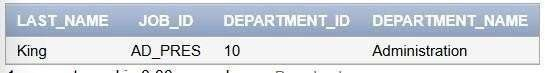 LAST_NAME JOB_ID DEPARTMENT_ID DEPARTMENT_NAME
King AD_PRES 10 Administration